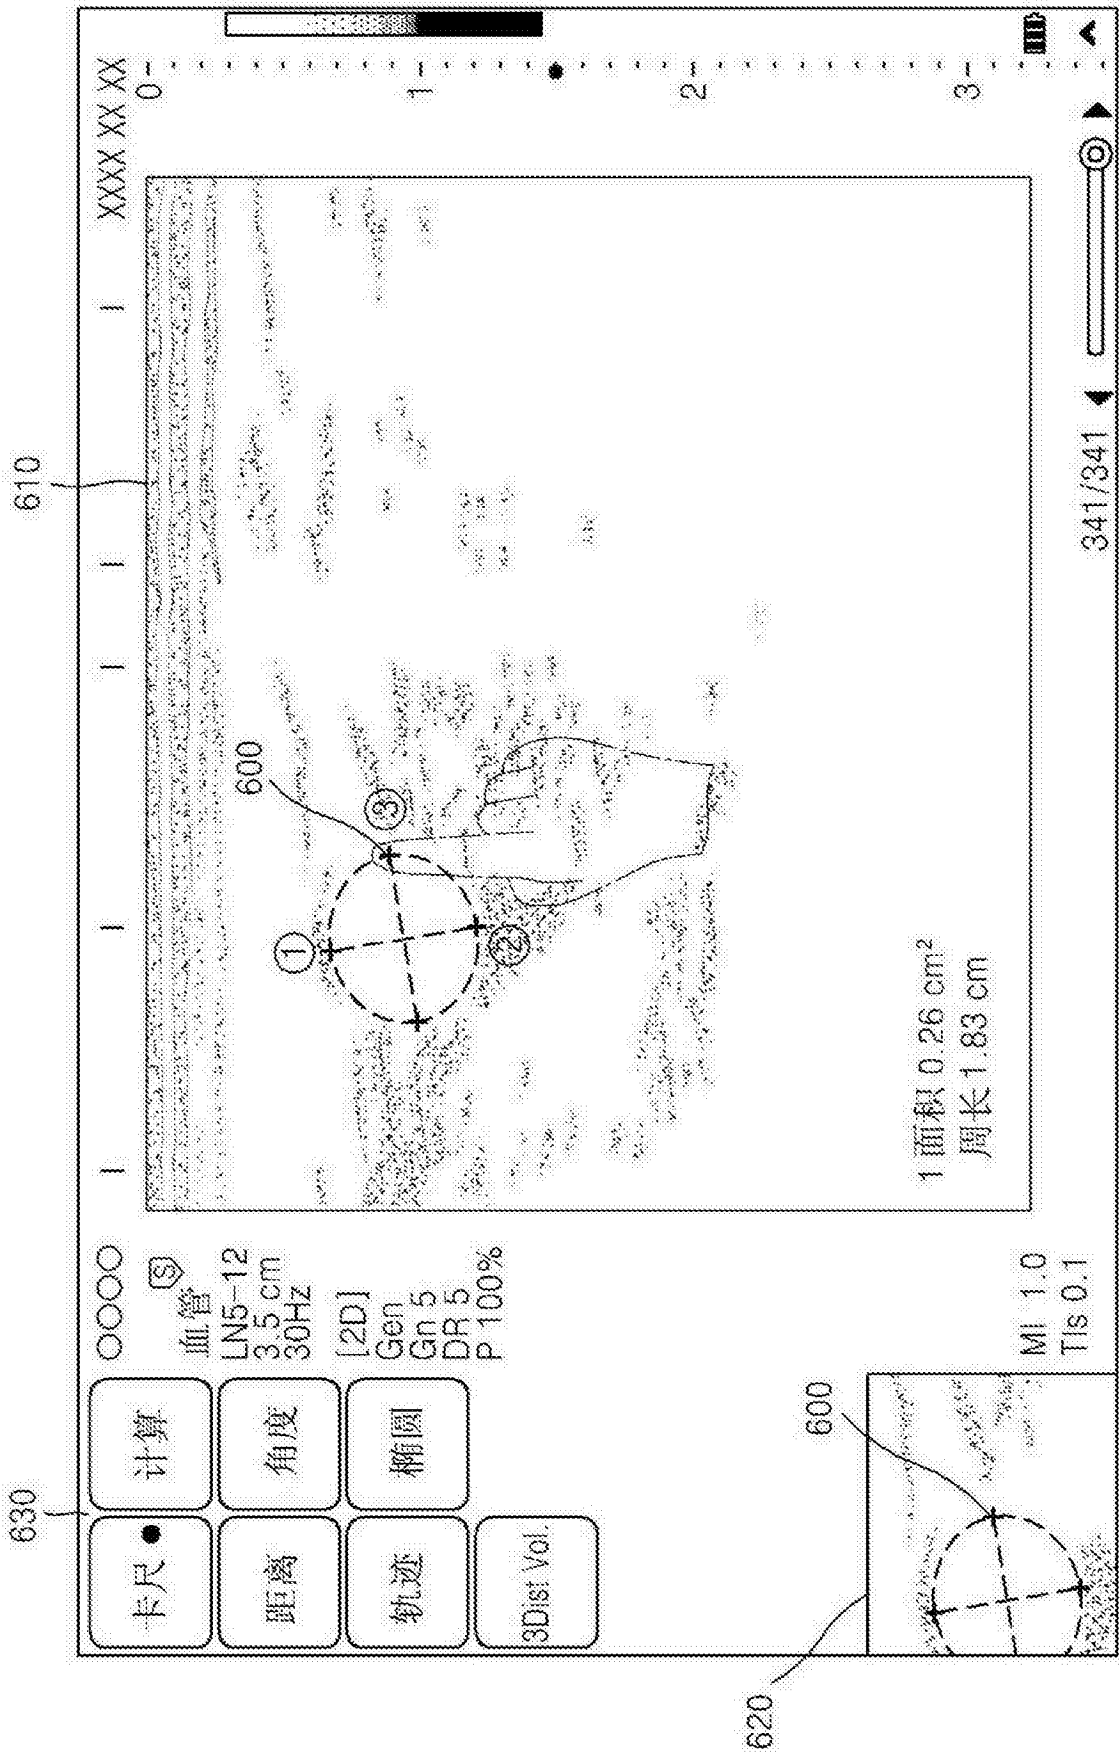 630
610
卡尺
计算
距离
角度
轨迹
椭圆
3Dist Vol.
○○○○
XXXX XX XX
S
血管
LN5-12
3.5 cm
30Hz
[2D]
Gen
Gn 5
DR 5
P 100%
0
1
2
3
①
②
③
600
1 面积 0.26 cm²
周长 1.83 cm
MI 1.0
TIs 0.1
620
600
341/341